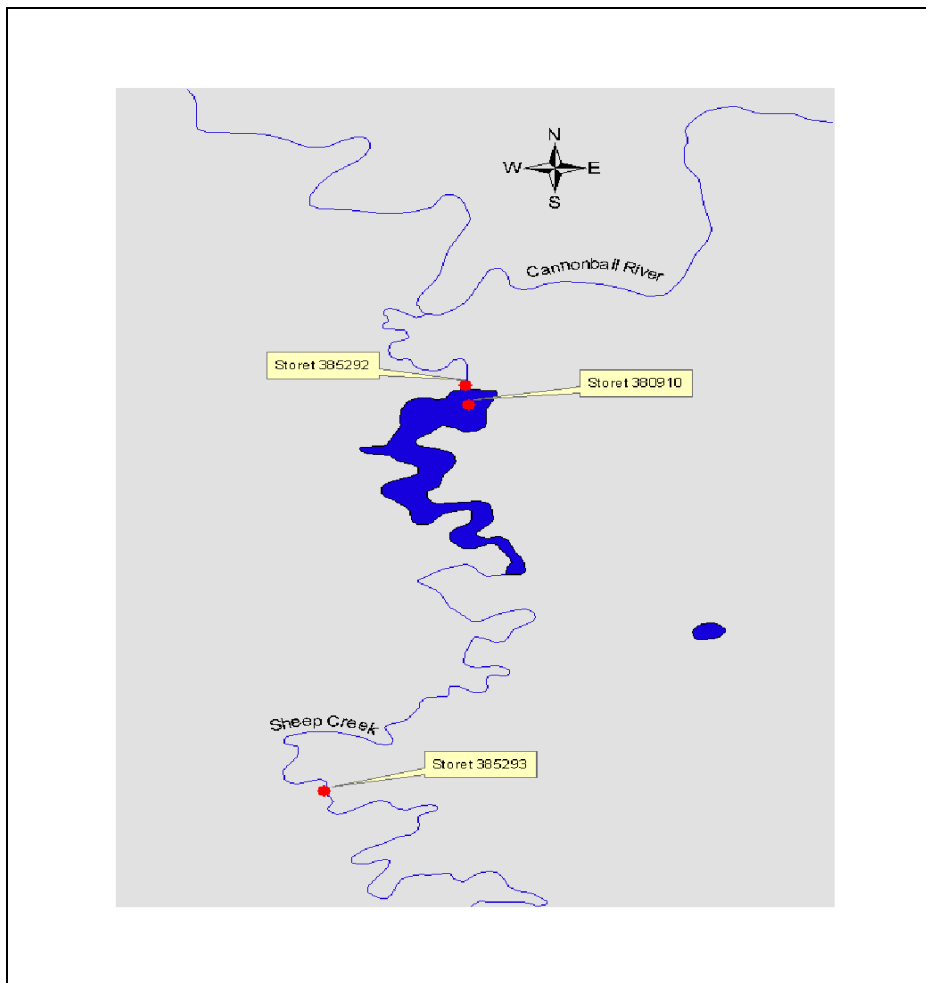 N
W E
S
Cannonball River
Storet 385292
Storet 380910
Sheep Creek
Storet 385293